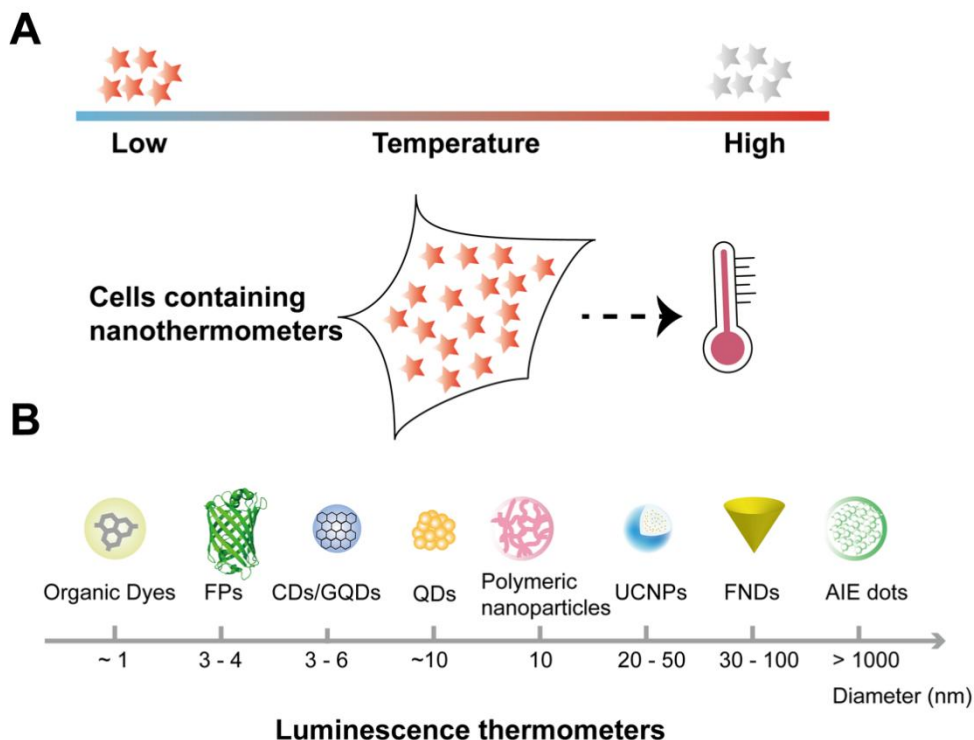 A
Low Temperature High
Cells containing
nanothermometers
B
Organic Dyes FPs CDs/GQDs QDs Polymeric
nanoparticles UCNPs FNDs AIE dots
~ 1 3 - 4 3 - 6 ~10 10 20 - 50 30 - 100 > 1000
Diameter (nm)
Luminescence thermometers